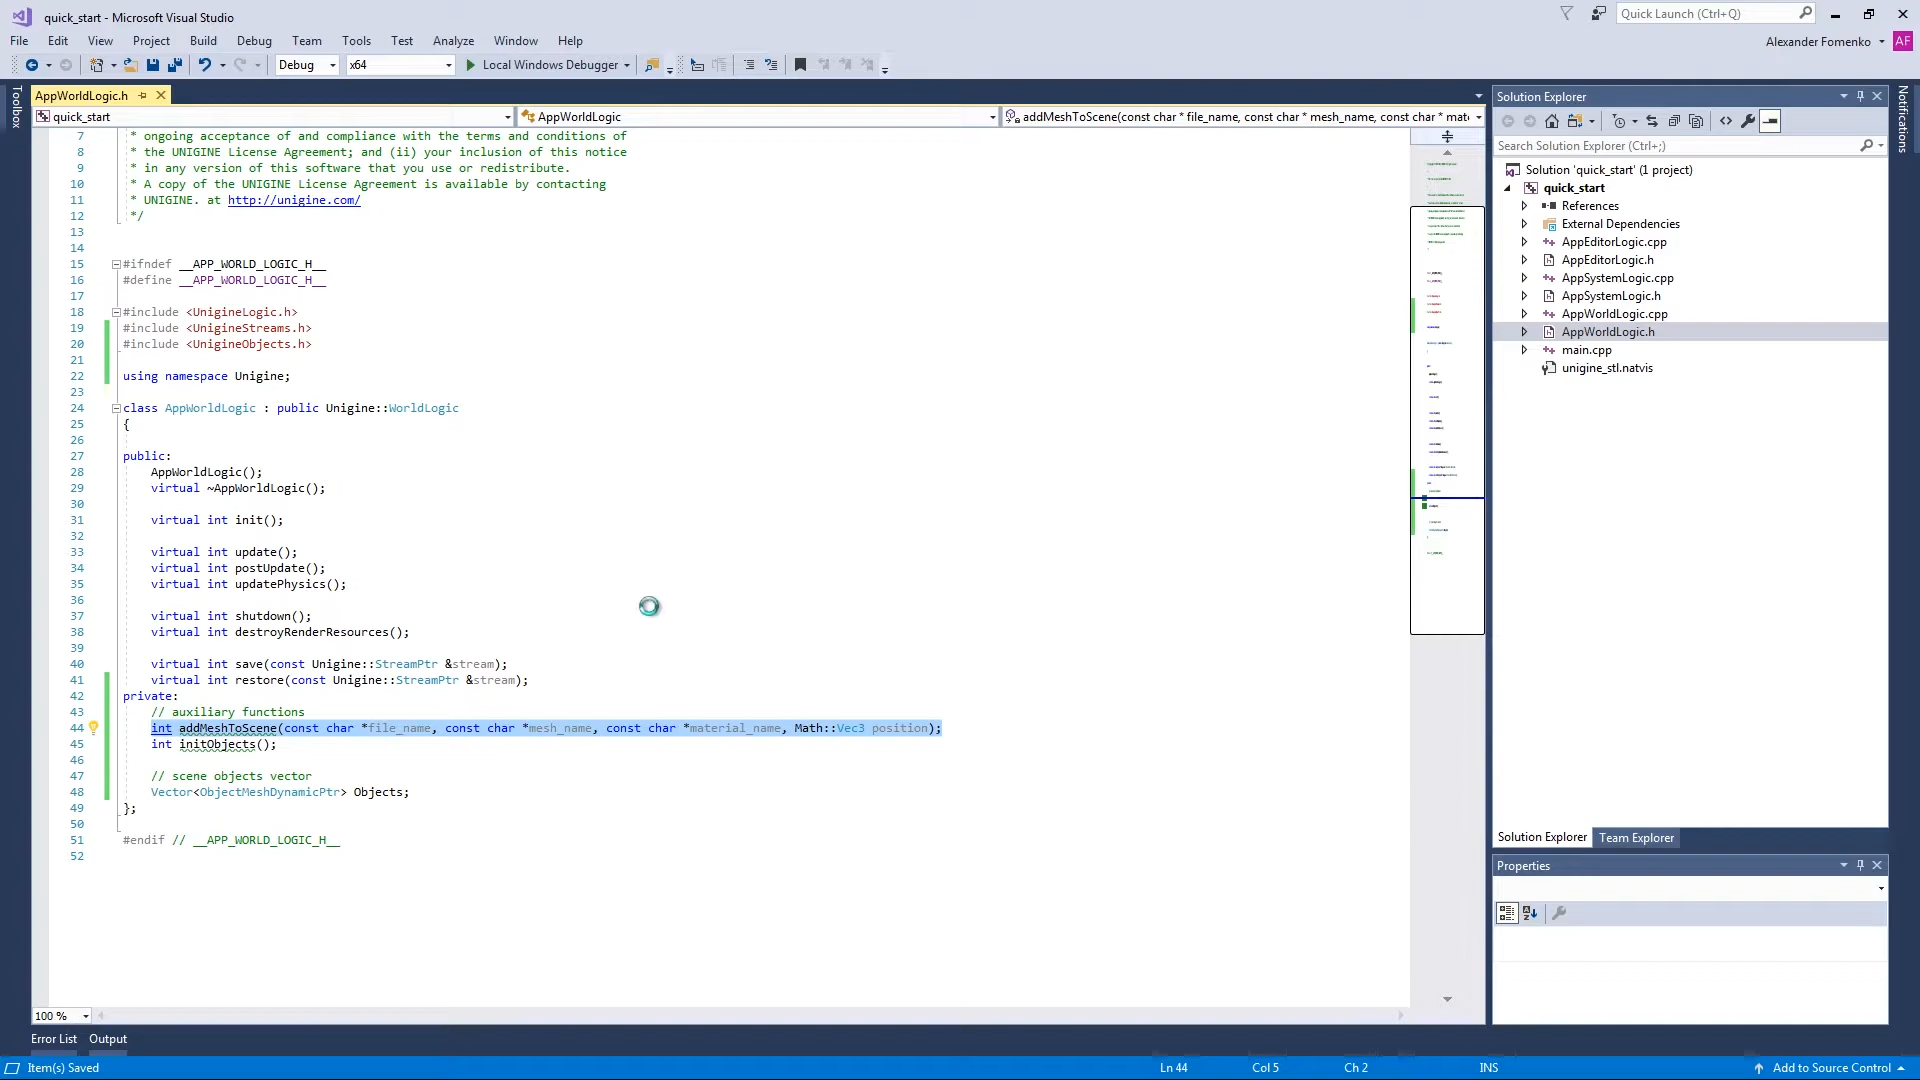 quick_start - Microsoft Visual Studio
Quick Launch (Ctrl+Q)
File Edit View Project Build Debug Team Tools Test Analyze Window Help
Alexander Fomenko AF
Debug x64 Local Windows Debugger
Toolbox
AppWorldLogic.h
quick_start
AppWorldLogic
addMeshToScene(const char * file_name, const char * mesh_name, const char * mate
7 * ongoing acceptance of and compliance with the terms and conditions of
8 * the UNIGINE License Agreement; and (ii) your inclusion of this notice
9 * in any version of this software that you use or redistribute.
10 * A copy of the UNIGINE License Agreement is available by contacting
11 * UNIGINE. at http://unigine.com/
12 */
13
14
15 #ifndef __APP_WORLD_LOGIC_H__
16 #define __APP_WORLD_LOGIC_H__
17
18 #include <UnigineLogic.h>
19 #include <UnigineStreams.h>
20 #include <UnigineObjects.h>
21
22 using namespace Unigine;
23
24 class AppWorldLogic : public Unigine::WorldLogic
25 {
26
27 public:
28 AppWorldLogic();
29 virtual ~AppWorldLogic();
30
31 virtual int init();
32
33 virtual int update();
34 virtual int postUpdate();
35 virtual int updatePhysics();
36
37 virtual int shutdown();
38 virtual int destroyRenderResources();
39
40 virtual int save(const Unigine::StreamPtr &stream);
41 virtual int restore(const Unigine::StreamPtr &stream);
42 private:
43 // auxiliary functions
44 int addMeshToScene(const char *file_name, const char *mesh_name, const char *material_name, Math::Vec3 position);
45 int initObjects();
46
47 // scene objects vector
48 Vector<ObjectMeshDynamicPtr> Objects;
49 };
50
51 #endif // __APP_WORLD_LOGIC_H__
52
100 %
Error List Output
Solution Explorer
Search Solution Explorer (Ctrl+;)
Solution 'quick_start' (1 project)
quick_start
References
External Dependencies
AppEditorLogic.cpp
AppEditorLogic.h
AppSystemLogic.cpp
AppSystemLogic.h
AppWorldLogic.cpp
AppWorldLogic.h
main.cpp
unigine_stl.natvis
Solution Explorer Team Explorer
Properties
Notifications
Item(s) Saved
Ln 44 Col 5 Ch 2 INS
Add to Source Control